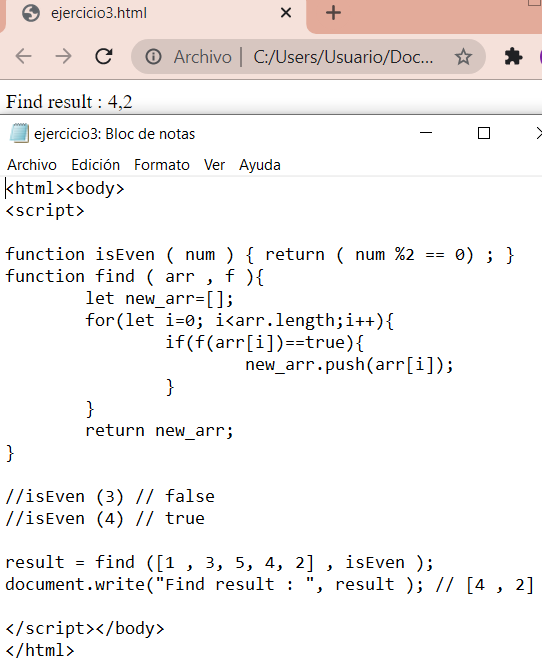 ejercicio3.html
Archivo | C:/Users/Usuario/Doc...
Find result : 4,2
ejercicio3: Bloc de notas
Archivo Edición Formato Ver Ayuda
<html><body>
<script>

function isEven ( num ) { return ( num %2 == 0) ; }
function find ( arr , f ){
        let new_arr=[];
        for(let i=0; i<arr.length;i++){
                if(f(arr[i])==true){
                        new_arr.push(arr[i]);
                }
        }
        return new_arr;
}

//isEven (3) // false
//isEven (4) // true

result = find ([1 , 3, 5, 4, 2] , isEven );
document.write("Find result : ", result ); // [4 , 2]

</script></body>
</html>